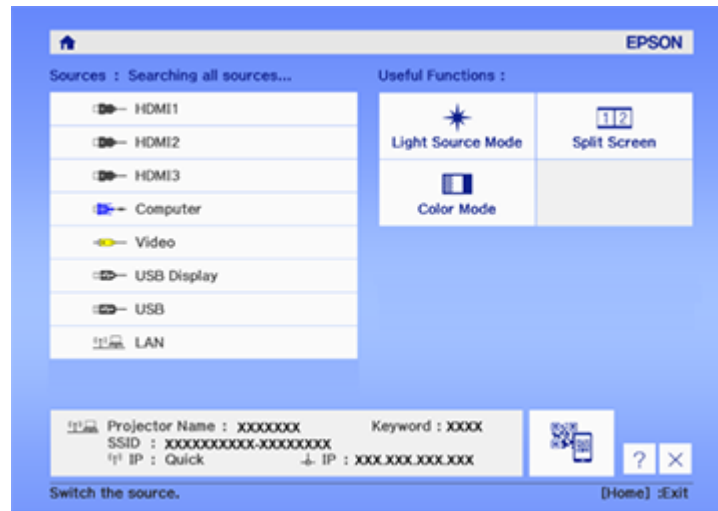 EPSON
Sources : Searching all sources...
HDMI1
HDMI2
HDMI3
Computer
Video
USB Display
USB
LAN
Useful Functions :
Light Source Mode
1 2
Split Screen
Color Mode
Projector Name : XXXXXXX Keyword : XXXX
SSID : XXXXXXXXXX-XXXXXXXX
IP : Quick IP : XXX.XXX.XXX.XXX
? ×
Switch the source. [Home] :Exit